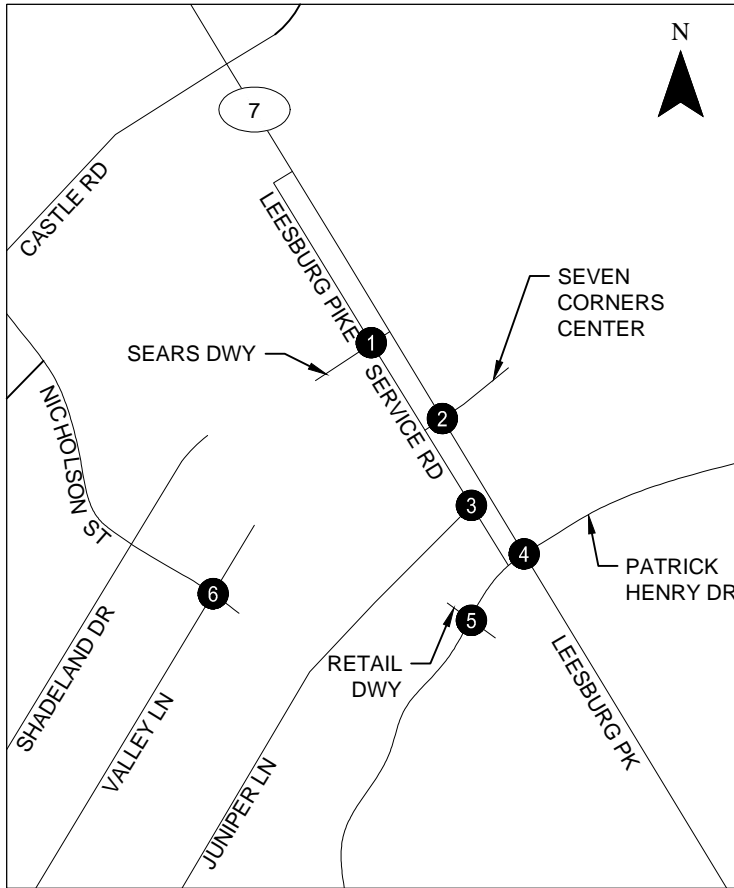 N
7
CASTLE RD
LEESBURG PIKE
SERVICE RD
SEVEN
CORNERS
CENTER
1
SEARS DWY
2
NICHOLSON ST
3
4
PATRICK
HENRY DR
6
5
RETAIL
DWY
SHADELAND DR
VALLEY LN
JUNIPER LN
LEESBURG PK